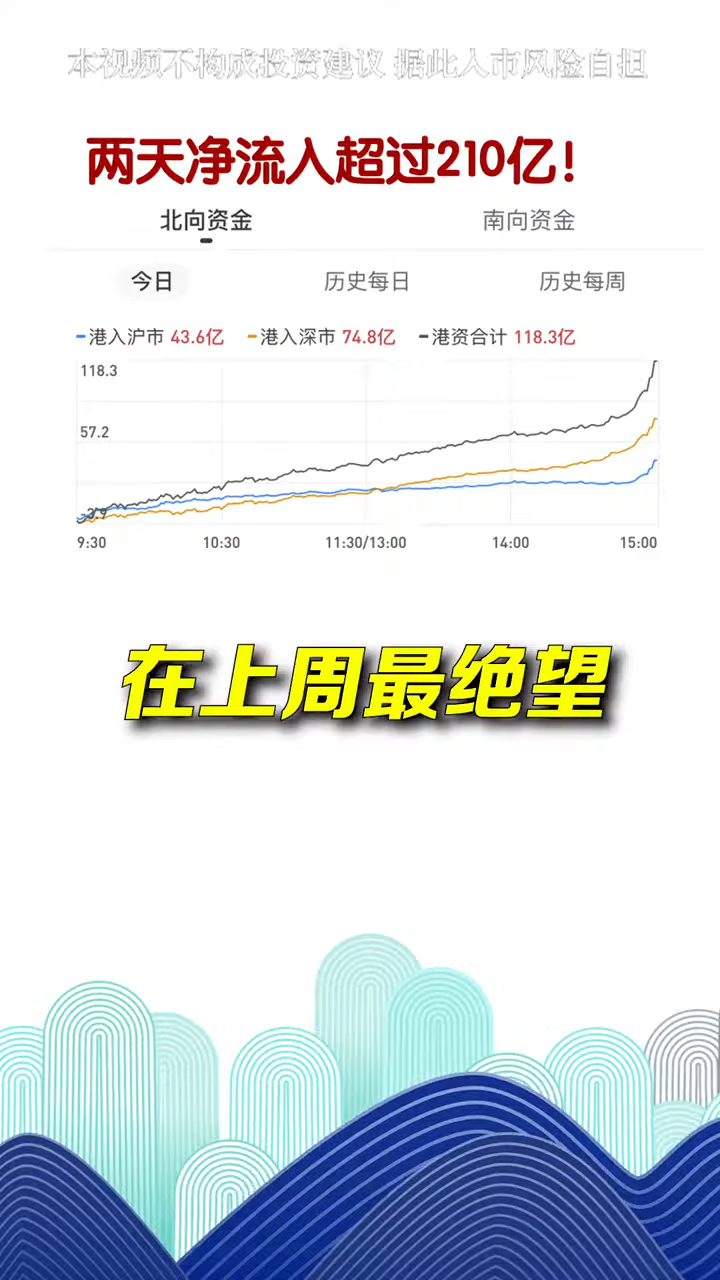 本视频不构成投资建议 据此入市风险自担
两天净流入超过210亿！
北向资金 南向资金
今日 历史每日 历史每周
港入沪市 43.6亿 港入深市 74.8亿 港资合计 118.3亿
118.3
57.2
9:30 10:30 11:30/13:00 14:00 15:00
在上周最绝望